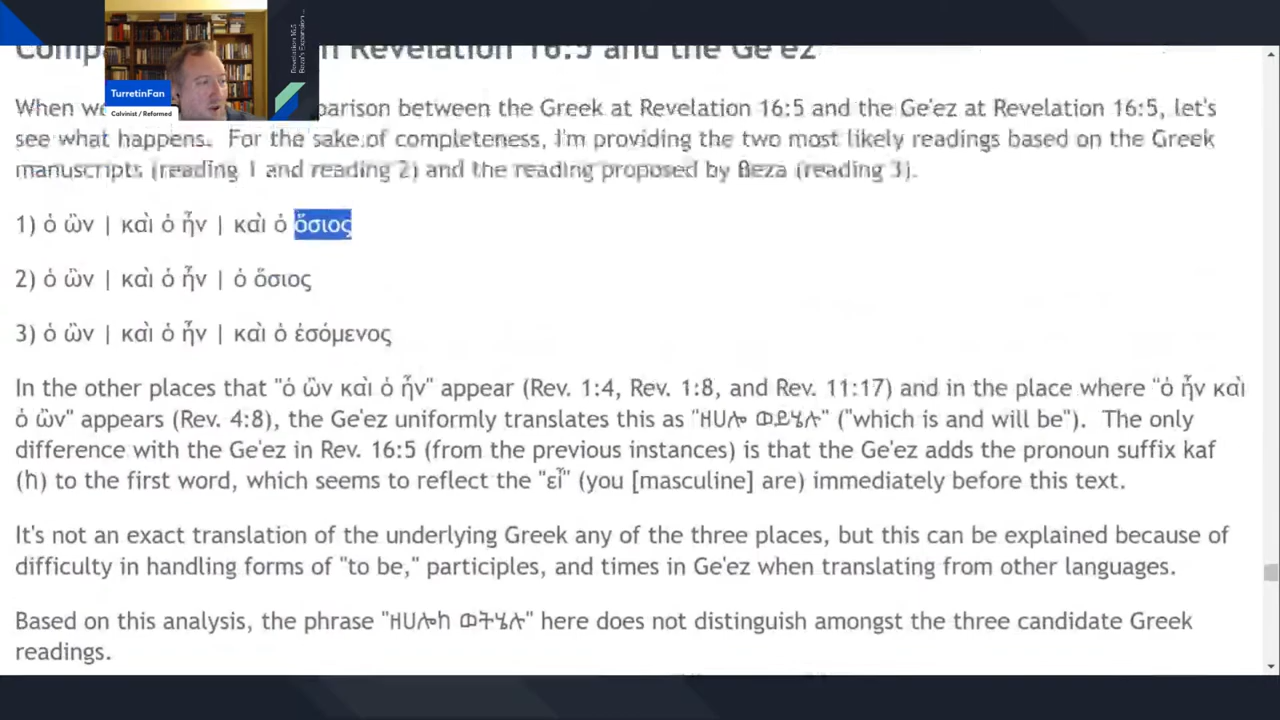 in Revelation 16:5 and the Ge'ez
Revelation 16:5
TurretinFan
Calvinist / Reformed
When we parison between the Greek at Revelation 16:5 and the Ge'ez at Revelation 16:5, let's
see what happens. For the sake of completeness, I'm providing the two most likely readings based on the Greek
manuscripts (reading 1 and reading 2) and the reading proposed by Beza (reading 3).
1) ὁ ὢν | καὶ ὁ ἦν | καὶ ὁ ὅσιος
2) ὁ ὢν | καὶ ὁ ἦν | ὁ ὅσιος
3) ὁ ὢν | καὶ ὁ ἦν | καὶ ὁ ἐσόμενος
In the other places that "ὁ ὢν καὶ ὁ ἦν" appear (Rev. 1:4, Rev. 1:8, and Rev. 11:17) and in the place where "ὁ ἦν καὶ
ὁ ὢν" appears (Rev. 4:8), the Ge'ez uniformly translates this as "ዘሀሎ ወይሄሉ" ("which is and will be"). The only
difference with the Ge'ez in Rev. 16:5 (from the previous instances) is that the Ge'ez adds the pronoun suffix kaf
(ከ) to the first word, which seems to reflect the "εἶ" (you [masculine] are) immediately before this text.
It's not an exact translation of the underlying Greek any of the three places, but this can be explained because of
difficulty in handling forms of "to be," participles, and times in Ge'ez when translating from other languages.
Based on this analysis, the phrase "ዘሀሎከ ወትሄሉ" here does not distinguish amongst the three candidate Greek
readings.